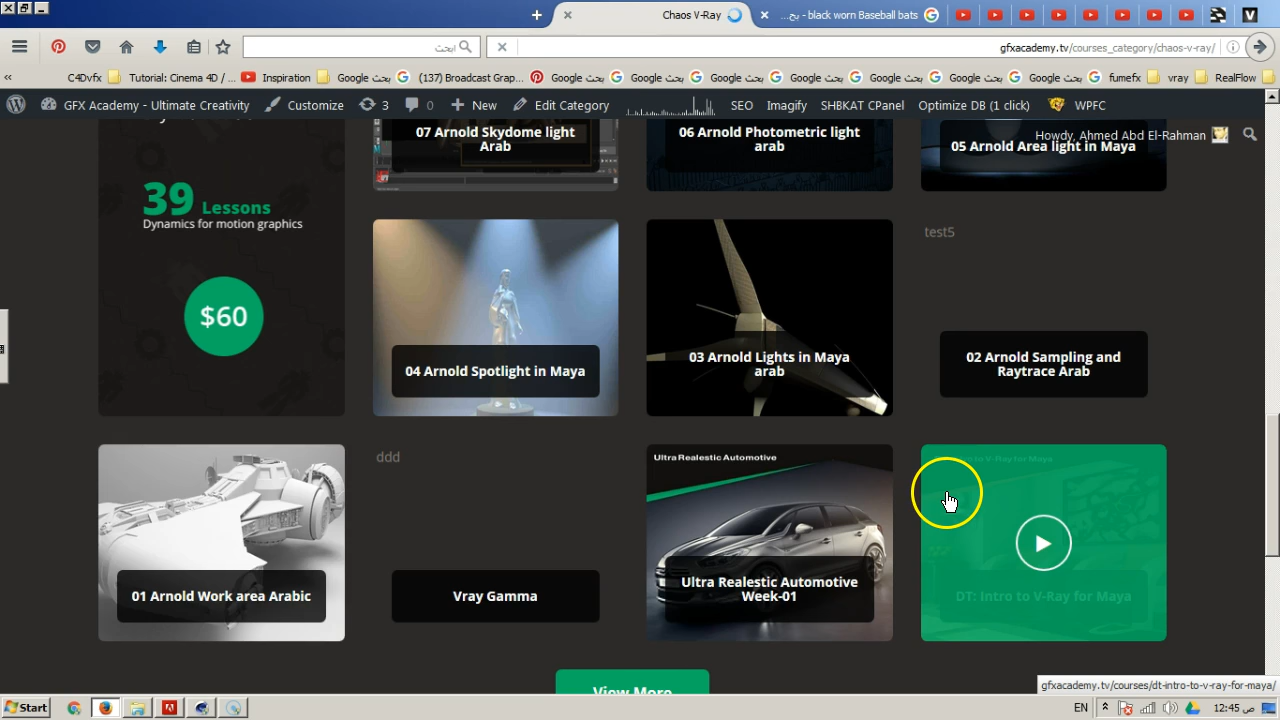 Chaos V-Ray
بح... - black worn Baseball bats
ابحث
gfxacademy.tv/courses_category/chaos-v-ray/
C4Dvfx
Tutorial: Cinema 4D / ...
Inspiration
بحث Google
(137) Broadcast Grap...
بحث Google
بحث Google
بحث Google
بحث Google
بحث Google
بحث Google
fumefx
vray
RealFlow
GFX Academy - Ultimate Creativity
Customize
3
0
New
Edit Category
SEO
Imagify
SHBKAT CPanel
Optimize DB (1 click)
WPFC
Howdy, Ahmed Abd El-Rahman
07 Arnold Skydome light
Arab
06 Arnold Photometric light
arab
05 Arnold Area light in Maya
39 Lessons
Dynamics for motion graphics
$60
04 Arnold Spotlight in Maya
03 Arnold Lights in Maya
arab
test5
02 Arnold Sampling and
Raytrace Arab
01 Arnold Work area Arabic
ddd
Vray Gamma
Ultra Realestic Automotive
Ultra Realestic Automotive
Week-01
DT: Intro to V-Ray for Maya
View More
gfxacademy.tv/courses/dt-intro-to-v-ray-for-maya/
Start
EN
12:45 ص